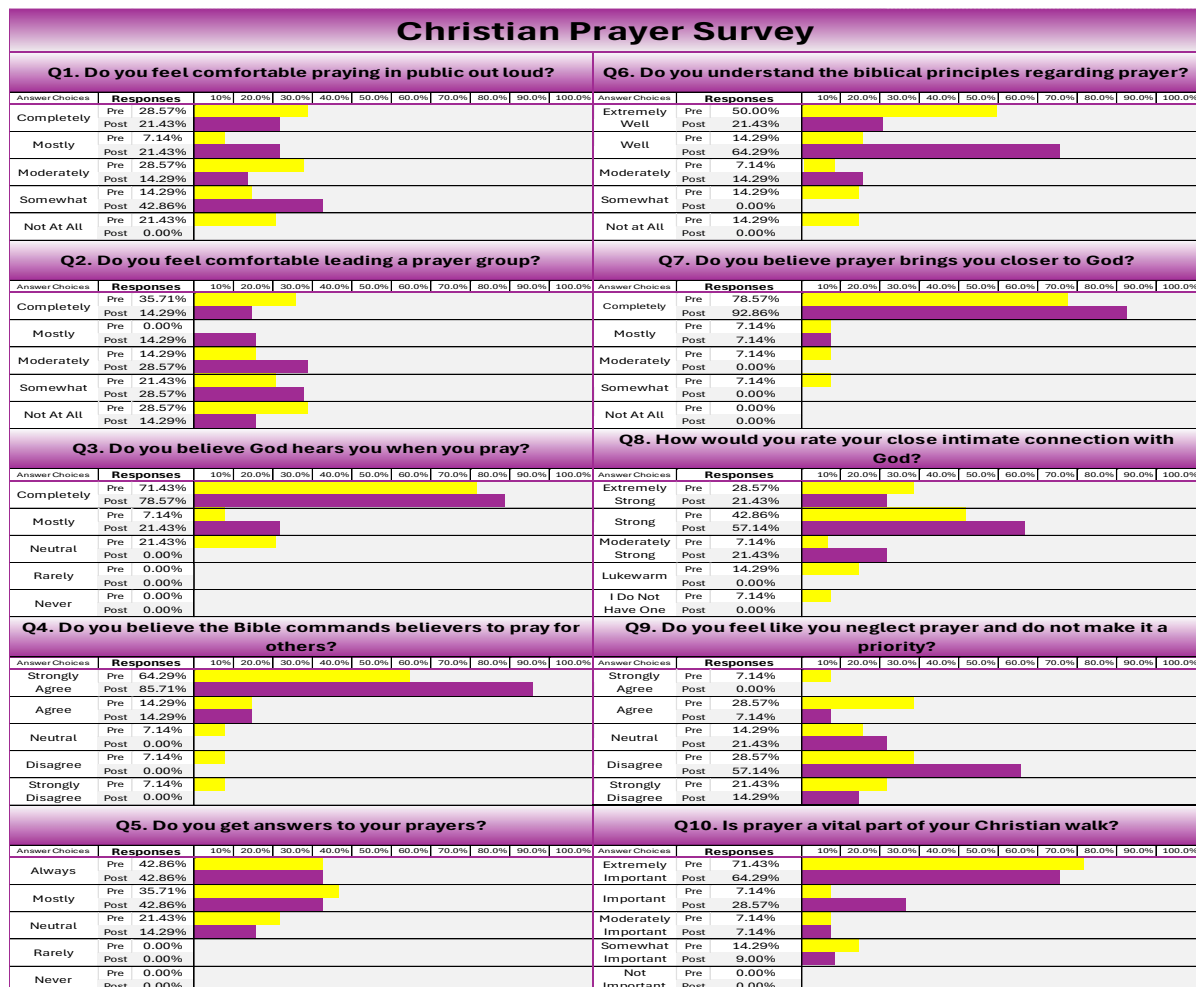 Christian Prayer Survey
Q1. Do you feel comfortable praying in public out loud?
Answer Choices Responses 10% 20.0% 30.0% 40.0% 50.0% 60.0% 70.0% 80.0% 90.0% 100.0%
Completely Pre 28.57%
Post 21.43%
Mostly Pre 7.14%
Post 21.43%
Moderately Pre 28.57%
Post 14.29%
Somewhat Pre 14.29%
Post 42.86%
Not At All Pre 21.43%
Post 0.00%
Q2. Do you feel comfortable leading a prayer group?
Answer Choices Responses 10% 20.0% 30.0% 40.0% 50.0% 60.0% 70.0% 80.0% 90.0% 100.0%
Completely Pre 35.71%
Post 14.29%
Mostly Pre 0.00%
Post 14.29%
Moderately Pre 14.29%
Post 28.57%
Somewhat Pre 21.43%
Post 28.57%
Not At All Pre 28.57%
Post 14.29%
Q3. Do you believe God hears you when you pray?
Answer Choices Responses 10% 20.0% 30.0% 40.0% 50.0% 60.0% 70.0% 80.0% 90.0% 100.0%
Completely Pre 71.43%
Post 78.57%
Mostly Pre 7.14%
Post 21.43%
Neutral Pre 21.43%
Post 0.00%
Rarely Pre 0.00%
Post 0.00%
Never Pre 0.00%
Post 0.00%
Q4. Do you believe the Bible commands believers to pray for
others?
Answer Choices Responses 10% 20.0% 30.0% 40.0% 50.0% 60.0% 70.0% 80.0% 90.0% 100.0%
Strongly Pre 64.29%
Agree Post 85.71%
Agree Pre 14.29%
Post 14.29%
Neutral Pre 7.14%
Post 0.00%
Disagree Pre 7.14%
Post 0.00%
Strongly Pre 7.14%
Disagree Post 0.00%
Q5. Do you get answers to your prayers?
Answer Choices Responses 10% 20.0% 30.0% 40.0% 50.0% 60.0% 70.0% 80.0% 90.0% 100.0%
Always Pre 42.86%
Post 42.86%
Mostly Pre 35.71%
Post 42.86%
Neutral Pre 21.43%
Post 14.29%
Rarely Pre 0.00%
Post 0.00%
Never Pre 0.00%
Post 0.00%
Q6. Do you understand the biblical principles regarding prayer?
Answer Choices Responses 10% 20.0% 30.0% 40.0% 50.0% 60.0% 70.0% 80.0% 90.0% 100.0%
Extremely Pre 50.00%
Well Post 21.43%
Well Pre 14.29%
Post 64.29%
Moderately Pre 7.14%
Post 14.29%
Somewhat Pre 14.29%
Post 0.00%
Not at All Pre 14.29%
Post 0.00%
Q7. Do you believe prayer brings you closer to God?
Answer Choices Responses 10% 20.0% 30.0% 40.0% 50.0% 60.0% 70.0% 80.0% 90.0% 100.0%
Completely Pre 78.57%
Post 92.86%
Mostly Pre 7.14%
Post 7.14%
Moderately Pre 7.14%
Post 0.00%
Somewhat Pre 7.14%
Post 0.00%
Not At All Pre 0.00%
Post 0.00%
Q8. How would you rate your close intimate connection with
God?
Answer Choices Responses 10% 20.0% 30.0% 40.0% 50.0% 60.0% 70.0% 80.0% 90.0% 100.0%
Extremely Pre 28.57%
Strong Post 21.43%
Strong Pre 42.86%
Post 57.14%
Moderately Pre 7.14%
Strong Post 21.43%
Lukewarm Pre 14.29%
Post 0.00%
I Do Not Pre 7.14%
Have One Post 0.00%
Q9. Do you feel like you neglect prayer and do not make it a
priority?
Answer Choices Responses 10% 20.0% 30.0% 40.0% 50.0% 60.0% 70.0% 80.0% 90.0% 100.0%
Strongly Pre 7.14%
Agree Post 0.00%
Agree Pre 28.57%
Post 7.14%
Neutral Pre 14.29%
Post 21.43%
Disagree Pre 28.57%
Post 57.14%
Strongly Pre 21.43%
Disagree Post 14.29%
Q10. Is prayer a vital part of your Christian walk?
Answer Choices Responses 10% 20.0% 30.0% 40.0% 50.0% 60.0% 70.0% 80.0% 90.0% 100.0%
Extremely Pre 71.43%
Important Post 64.29%
Important Pre 7.14%
Post 28.57%
Moderately Pre 7.14%
Important Post 7.14%
Somewhat Pre 14.29%
Important Post 9.00%
Not Pre 0.00%
Important Post 0.00%